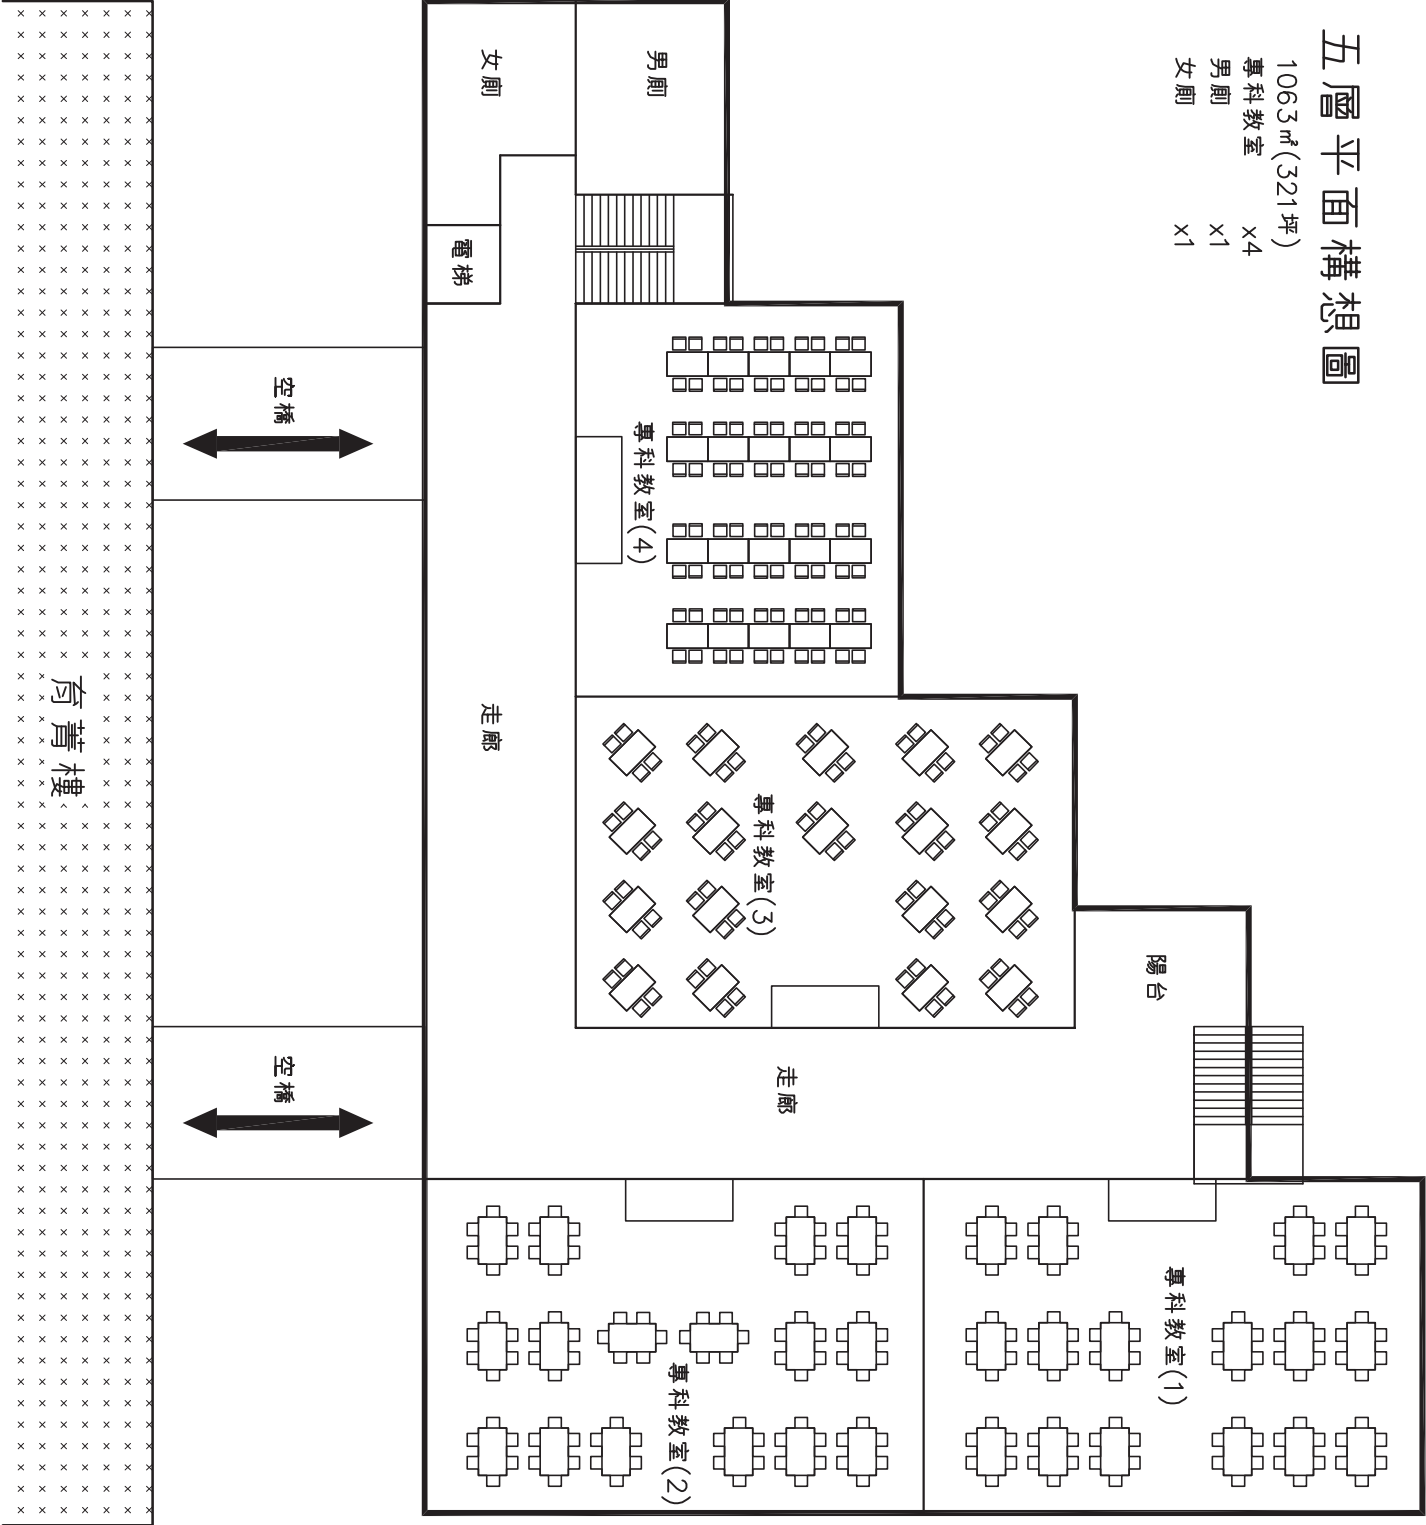 五層平面構想圖
1063㎡(321坪)
專科教室 x4
男廁 x1
女廁 x1
男廁
女廁
電梯
空橋
專科教室(4)
走廊
專科教室(3)
陽台
空橋
走廊
專科教室(1)
專科教室(2)
菁樓